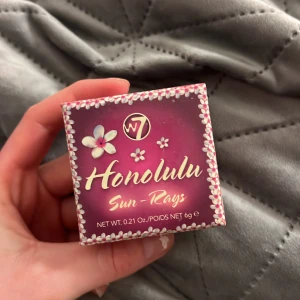 W7
Honolulu
Sun-Rays
NET WT. 0.21 Oz./POIDS NET 6g e